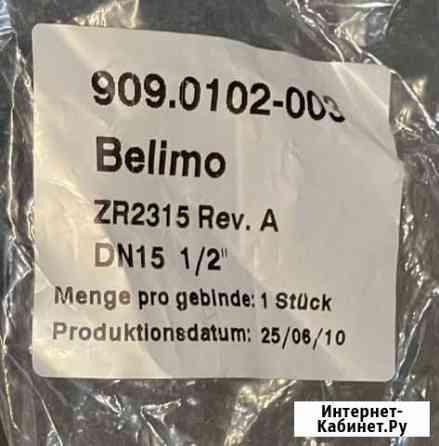 909.0102-003
Belimo
ZR2315 Rev. A
DN15 1/2"
Menge pro gebinde: 1 Stück
Produktionsdatum: 25/06/10
Интернет-
Кабинет.Ру